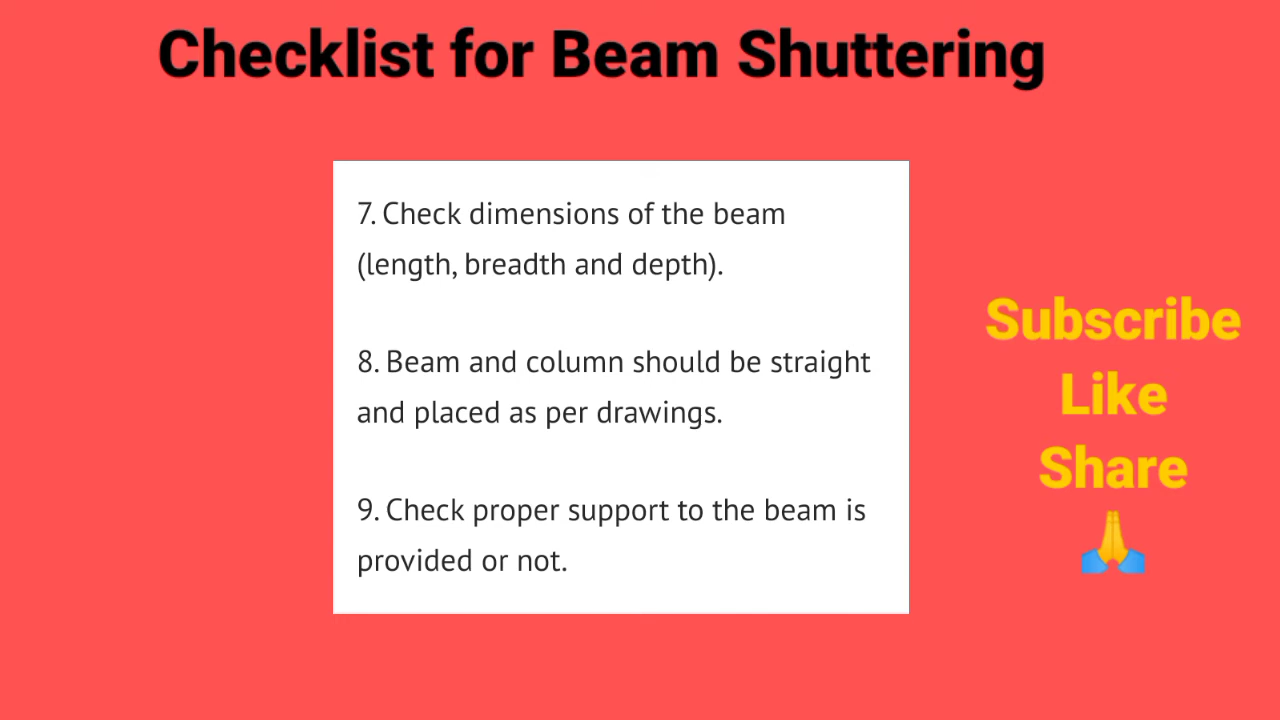 Checklist for Beam Shuttering
7. Check dimensions of the beam
(length, breadth and depth).
8. Beam and column should be straight
and placed as per drawings.
9. Check proper support to the beam is
provided or not.
Subscribe
Like
Share
🙏